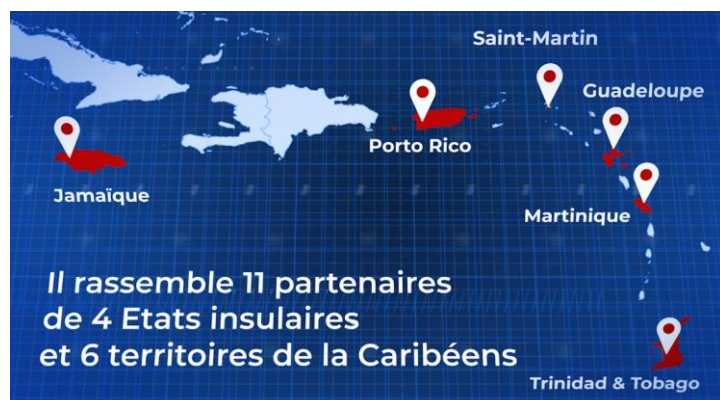 Saint-Martin
Guadeloupe
Porto Rico
Jamaïque
Martinique
Il rassemble 11 partenaires
de 4 Etats insulaires
et 6 territoires de la Caribéens
Trinidad & Tobago